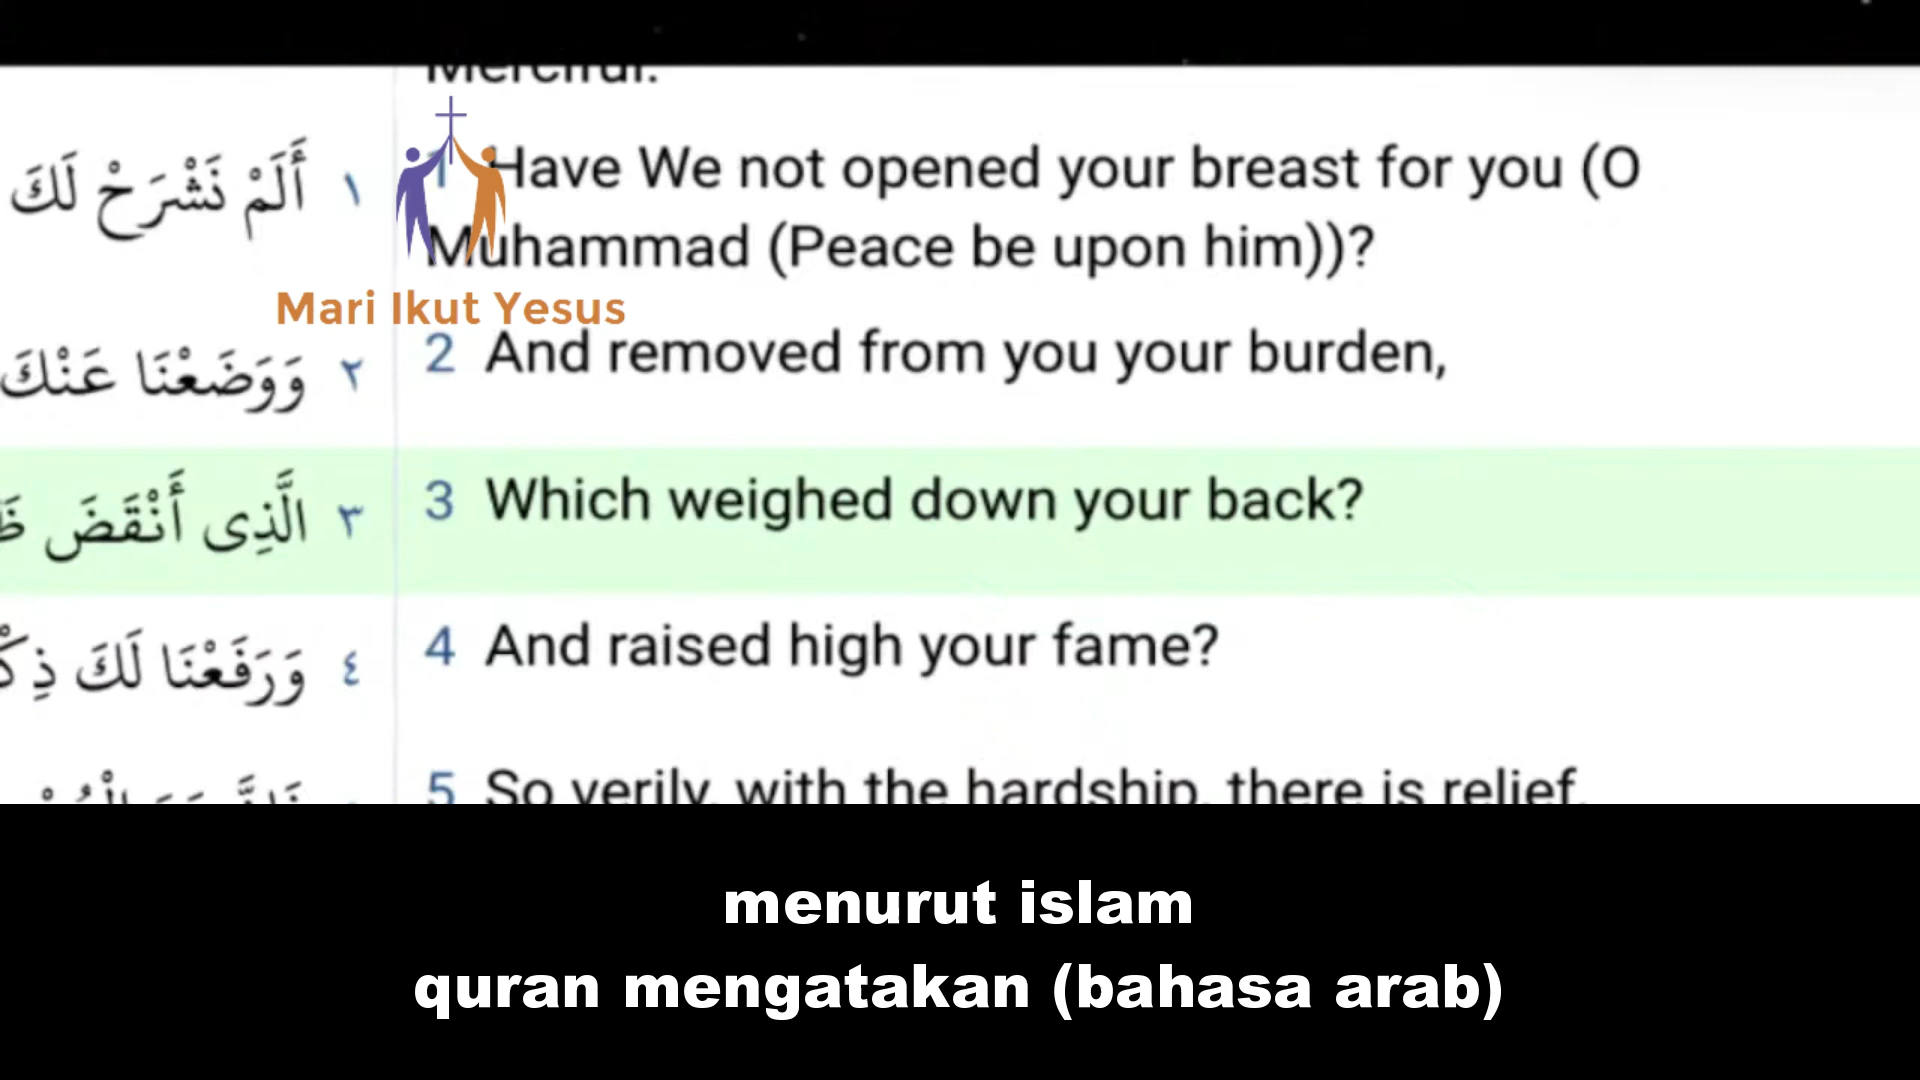 Merciful.
أَلَمْ نَشْرَحْ لَكَ ١
1 Have We not opened your breast for you (O
Muhammad (Peace be upon him))?
Mari Ikut Yesus
وَوَضَعْنَا عَنْكَ ٢
2 And removed from you your burden,
الَّذِى أَنْقَضَ ٣
3 Which weighed down your back?
وَرَفَعْنَا لَكَ ٤
4 And raised high your fame?
5 So verily, with the hardship, there is relief,
menurut islam
quran mengatakan (bahasa arab)